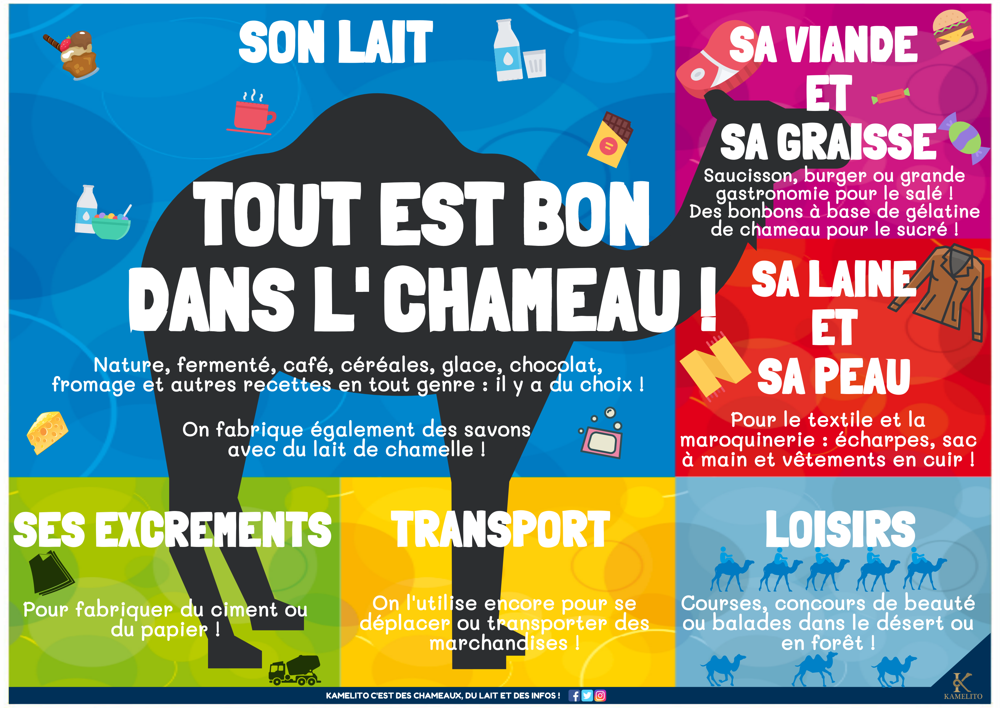 SON LAIT
TOUT EST BON
DANS L' CHAMEAU !
Nature, fermenté, café, céréales, glace, chocolat,
fromage et autres recettes en tout genre : il y a du choix !
On fabrique également des savons
avec du lait de chamelle !
SA VIANDE
ET
SA GRAISSE
Saucisson, burger ou grande
gastronomie pour le salé !
Des bonbons à base de gélatine
de chameau pour le sucré !
SA LAINE
ET
SA PEAU
Pour le textile et la
maroquinerie : écharpes, sac
à main et vêtements en cuir !
SES EXCREMENTS
Pour fabriquer du ciment ou
du papier !
TRANSPORT
On l'utilise encore pour se
déplacer ou transporter des
marchandises !
LOISIRS
Courses, concours de beauté
ou balades dans le désert ou
en forêt !
KAMELITO C'EST DES CHAMEAUX, DU LAIT ET DES INFOS !
KAMELITO